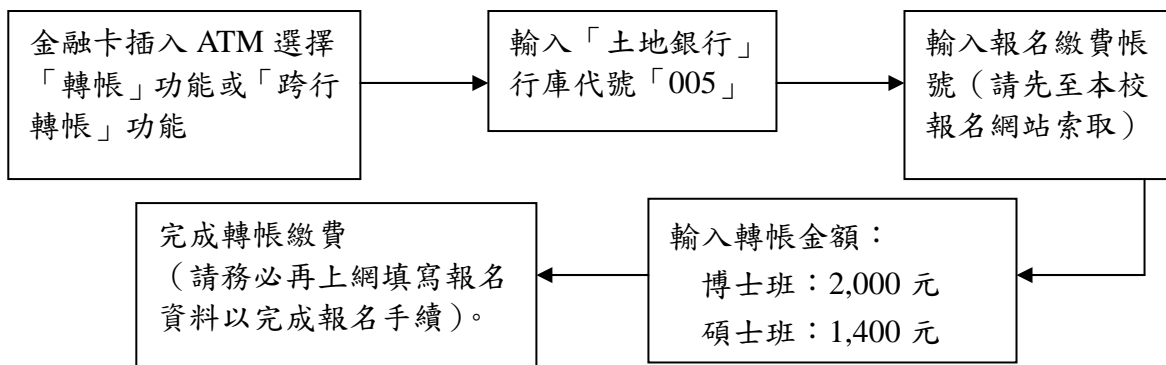 金融卡插入 ATM 選擇
「轉帳」功能或「跨行
轉帳」功能
輸入「土地銀行」
行庫代號「005」
輸入報名繳費帳
號（請先至本校
報名網站索取）
輸入轉帳金額：
博士班：2,000 元
碩士班：1,400 元
完成轉帳繳費
（請務必再上網填寫報名
資料以完成報名手續）。